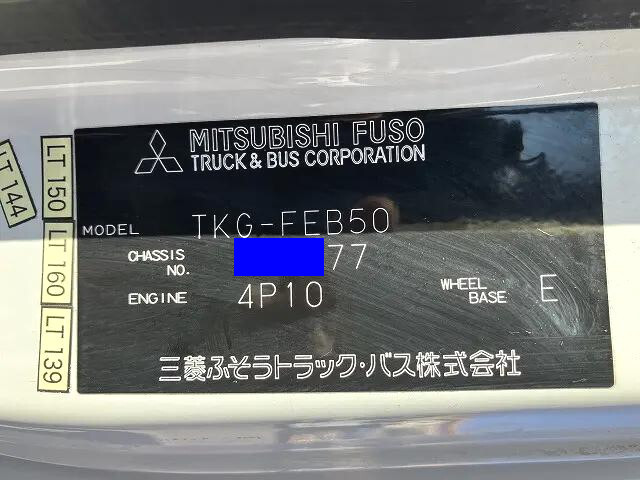 MITSUBISHI FUSO
TRUCK & BUS CORPORATION
MODEL TKG-FEB50
CHASSIS NO. 77
ENGINE 4P10
WHEEL BASE E
三菱ふそうトラック・バス株式会社
LT 144
LT 150
LT 160
LT 139